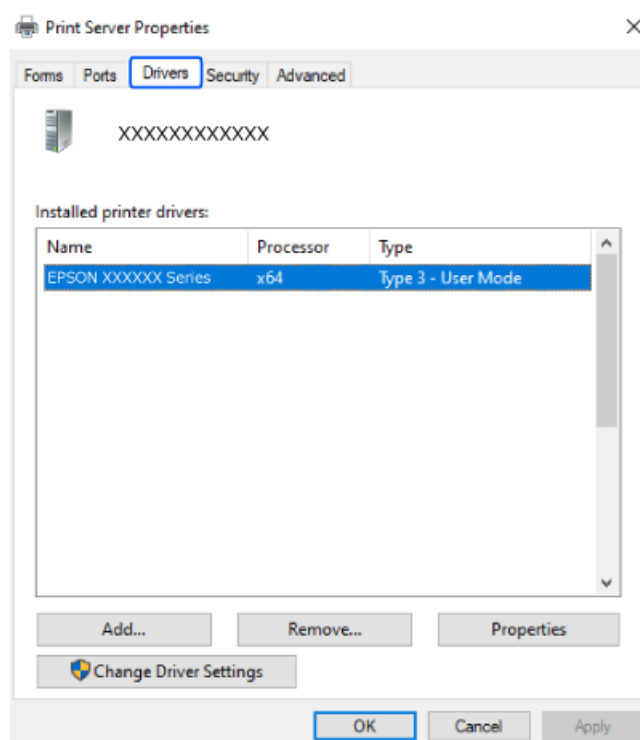 Print Server Properties
Forms Ports Drivers Security Advanced
XXXXXXXXXXXX
Installed printer drivers:
Name Processor Type
EPSON XXXXXX Series x64 Type 3 - User Mode
Add... Remove... Properties
Change Driver Settings
OK Cancel Apply